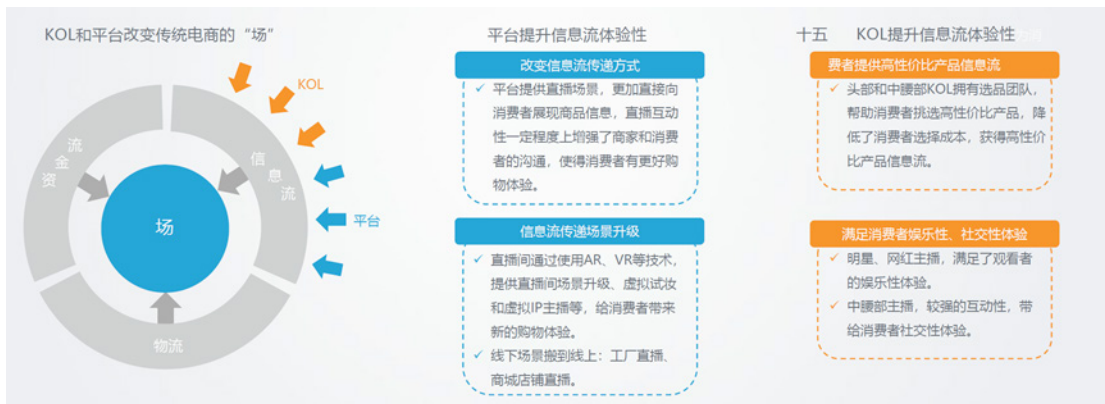 KOL和平台改变传统电商的“场”
KOL
资金流
信息流
场
平台
物流
平台提升信息流体验性
改变信息流传递方式
✓ 平台提供直播场景，更加直接向
消费者展现商品信息，直播互动
性一定程度上增强了商家和消费
者的沟通，使得消费者有更好购
物体验。
信息流传递场景升级
✓ 直播间通过使用AR、VR等技术，
提供直播间场景升级、虚拟试妆
和虚拟IP主播等，给消费者带来
新的购物体验。
✓ 线下场景搬到线上：工厂直播、
商城店铺直播。
十五 KOL提升信息流体验性
费者提供高性价比产品信息流
✓ 头部和中腰部KOL拥有选品团队，
帮助消费者挑选高性价比产品，降
低了消费者选择成本，获得高性价
比产品信息流。
满足消费者娱乐性、社交性体验
✓ 明星、网红主播，满足了观看者
的娱乐性体验。
✓ 中腰部主播，较强的互动性，带
给消费者社交性体验。